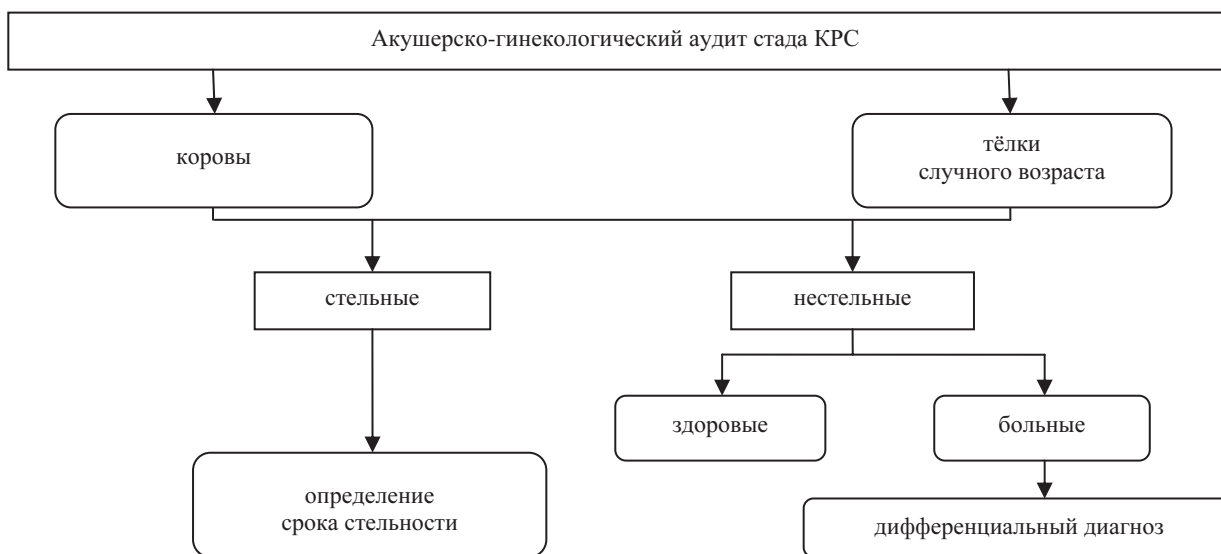 Акушерско-гинекологический аудит стада КРС
коровы
тёлки
случного возраста
стельные
нестельные
здоровые
больные
определение
срока стельности
дифференциальный диагноз